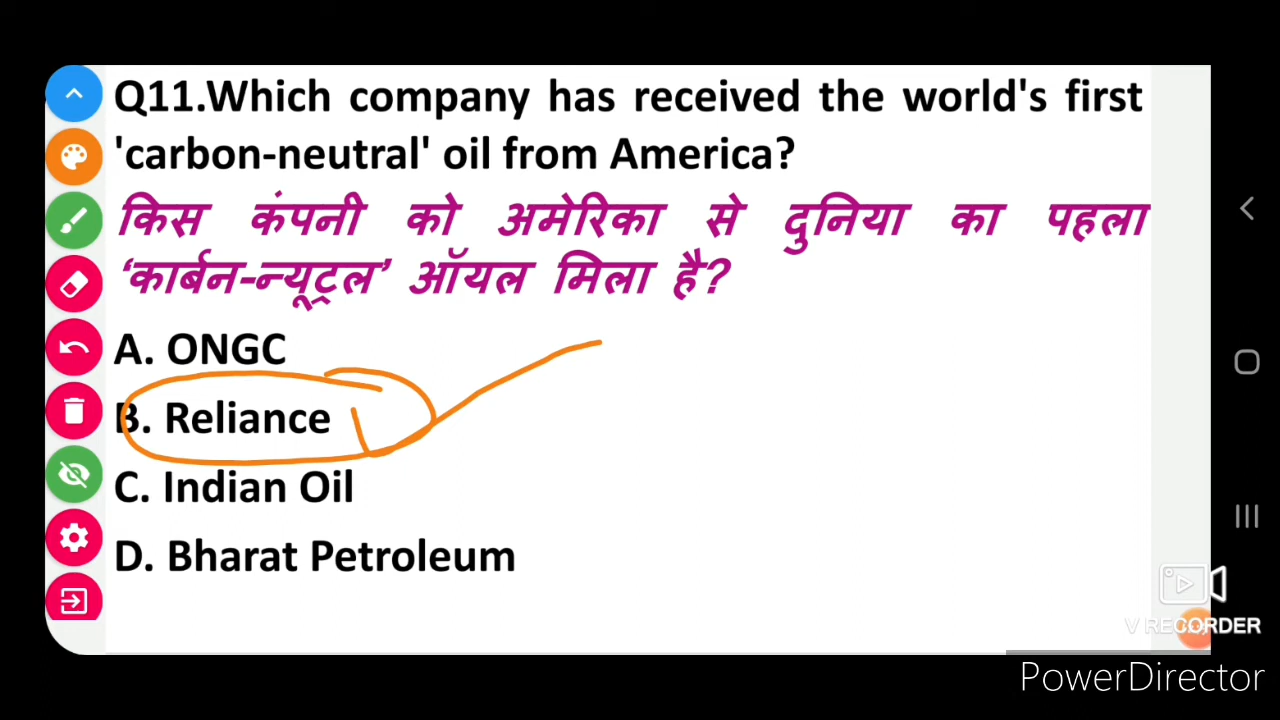 Q11.Which company has received the world's first
'carbon-neutral' oil from America?
किस कंपनी को अमेरिका से दुनिया का पहला
‘कार्बन-न्यूट्रल’ ऑयल मिला है?
A. ONGC
B. Reliance
C. Indian Oil
D. Bharat Petroleum
V RECORDER
PowerDirector